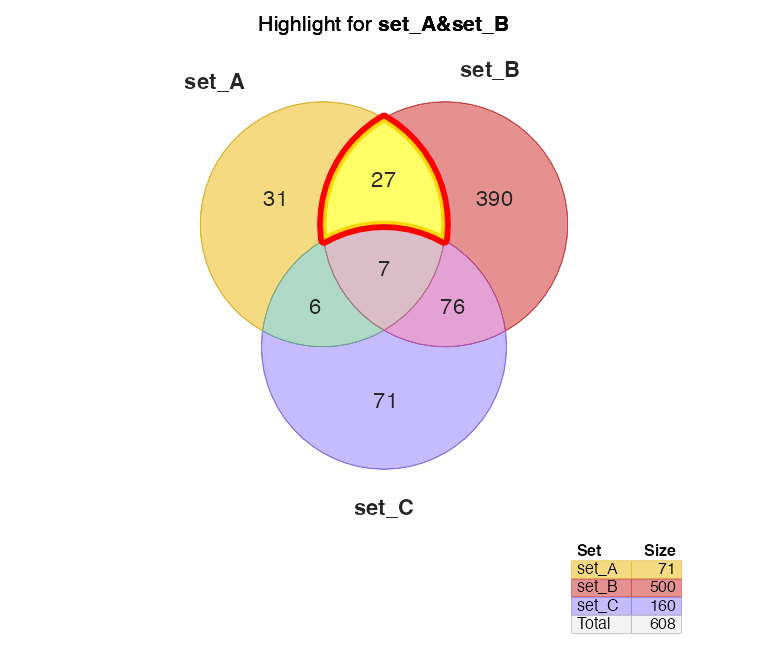 Highlight for set_A&set_B
set_B
set_A
27
31
390
7
6
76
71
set_C
Set Size
set_A 71
set_B 500
set_C 160
Total 608